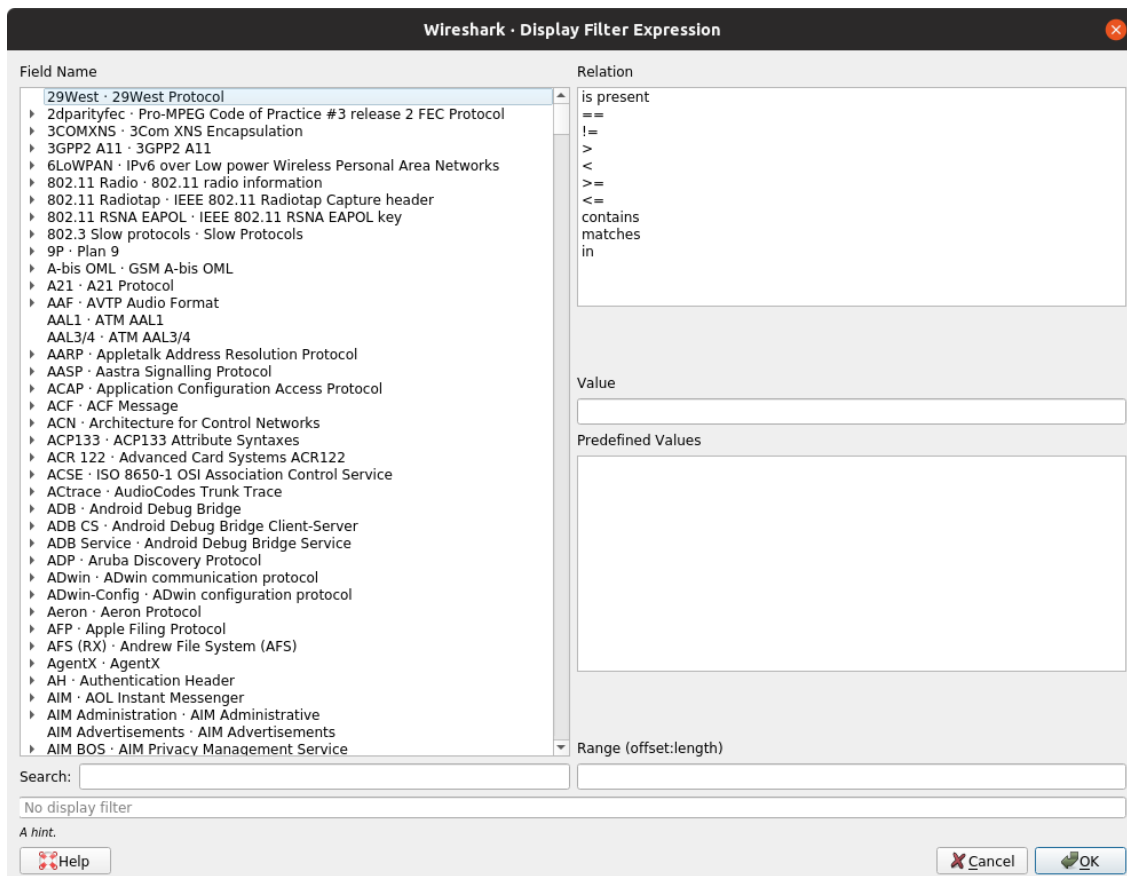 Wireshark · Display Filter Expression
Field Name
29West · 29West Protocol
2dparityfec · Pro-MPEG Code of Practice #3 release 2 FEC Protocol
3COMXNS · 3Com XNS Encapsulation
3GPP2 A11 · 3GPP2 A11
6LoWPAN · IPv6 over Low power Wireless Personal Area Networks
802.11 Radio · 802.11 radio information
802.11 Radiotap · IEEE 802.11 Radiotap Capture header
802.11 RSNA EAPOL · IEEE 802.11 RSNA EAPOL key
802.3 Slow protocols · Slow Protocols
9P · Plan 9
A-bis OML · GSM A-bis OML
A21 · A21 Protocol
AAF · AVTP Audio Format
AAL1 · ATM AAL1
AAL3/4 · ATM AAL3/4
AARP · Appletalk Address Resolution Protocol
AASP · Aastra Signalling Protocol
ACAP · Application Configuration Access Protocol
ACF · ACF Message
ACN · Architecture for Control Networks
ACP133 · ACP133 Attribute Syntaxes
ACR 122 · Advanced Card Systems ACR122
ACSE · ISO 8650-1 OSI Association Control Service
ACtrace · AudioCodes Trunk Trace
ADB · Android Debug Bridge
ADB CS · Android Debug Bridge Client-Server
ADB Service · Android Debug Bridge Service
ADP · Aruba Discovery Protocol
ADwin · ADwin communication protocol
ADwin-Config · ADwin configuration protocol
Aeron · Aeron Protocol
AFP · Apple Filing Protocol
AFS (RX) · Andrew File System (AFS)
AgentX · AgentX
AH · Authentication Header
AIM · AOL Instant Messenger
AIM Administration · AIM Administrative
AIM Advertisements · AIM Advertisements
AIM BOS · AIM Privacy Management Service
Search:
Relation
is present
==
!=
>
<
>=
<=
contains
matches
in
Value
Predefined Values
Range (offset:length)
No display filter
A hint.
Help
Cancel
OK